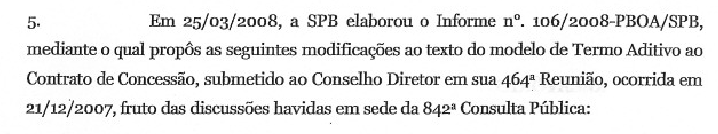 5. Em 25/03/2008, a SPB elaborou o Informe nº. 106/2008-PBOA/SPB,
mediante o qual propôs as seguintes modificações ao texto do modelo de Termo Aditivo ao
Contrato de Concessão, submetido ao Conselho Diretor em sua 464ª Reunião, ocorrida em
21/12/2007, fruto das discussões havidas em sede da 842ª Consulta Pública: